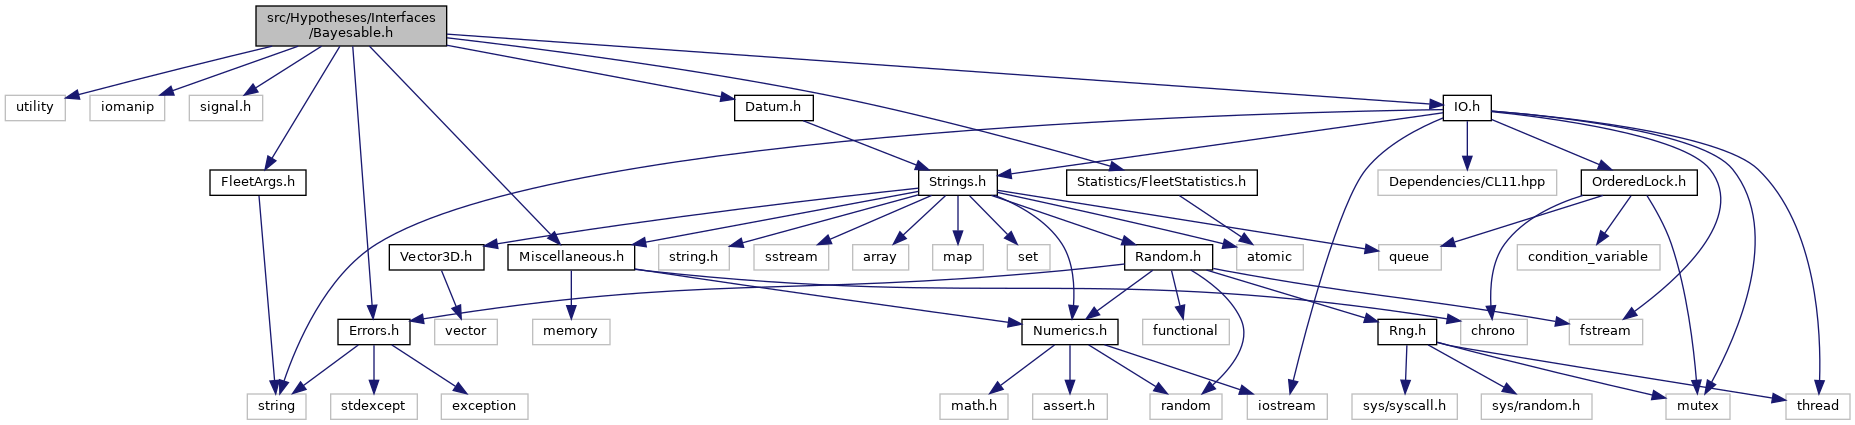 src/Hypotheses/Interfaces
/Bayesable.h
utility
iomanip
signal.h
Datum.h
IO.h
FleetArgs.h
Strings.h
Statistics/FleetStatistics.h
Dependencies/CL11.hpp
OrderedLock.h
Vector3D.h
Miscellaneous.h
string.h
sstream
array
map
set
Random.h
atomic
queue
condition_variable
Errors.h
vector
memory
Numerics.h
functional
Rng.h
chrono
fstream
string
stdexcept
exception
math.h
assert.h
random
iostream
sys/syscall.h
sys/random.h
mutex
thread